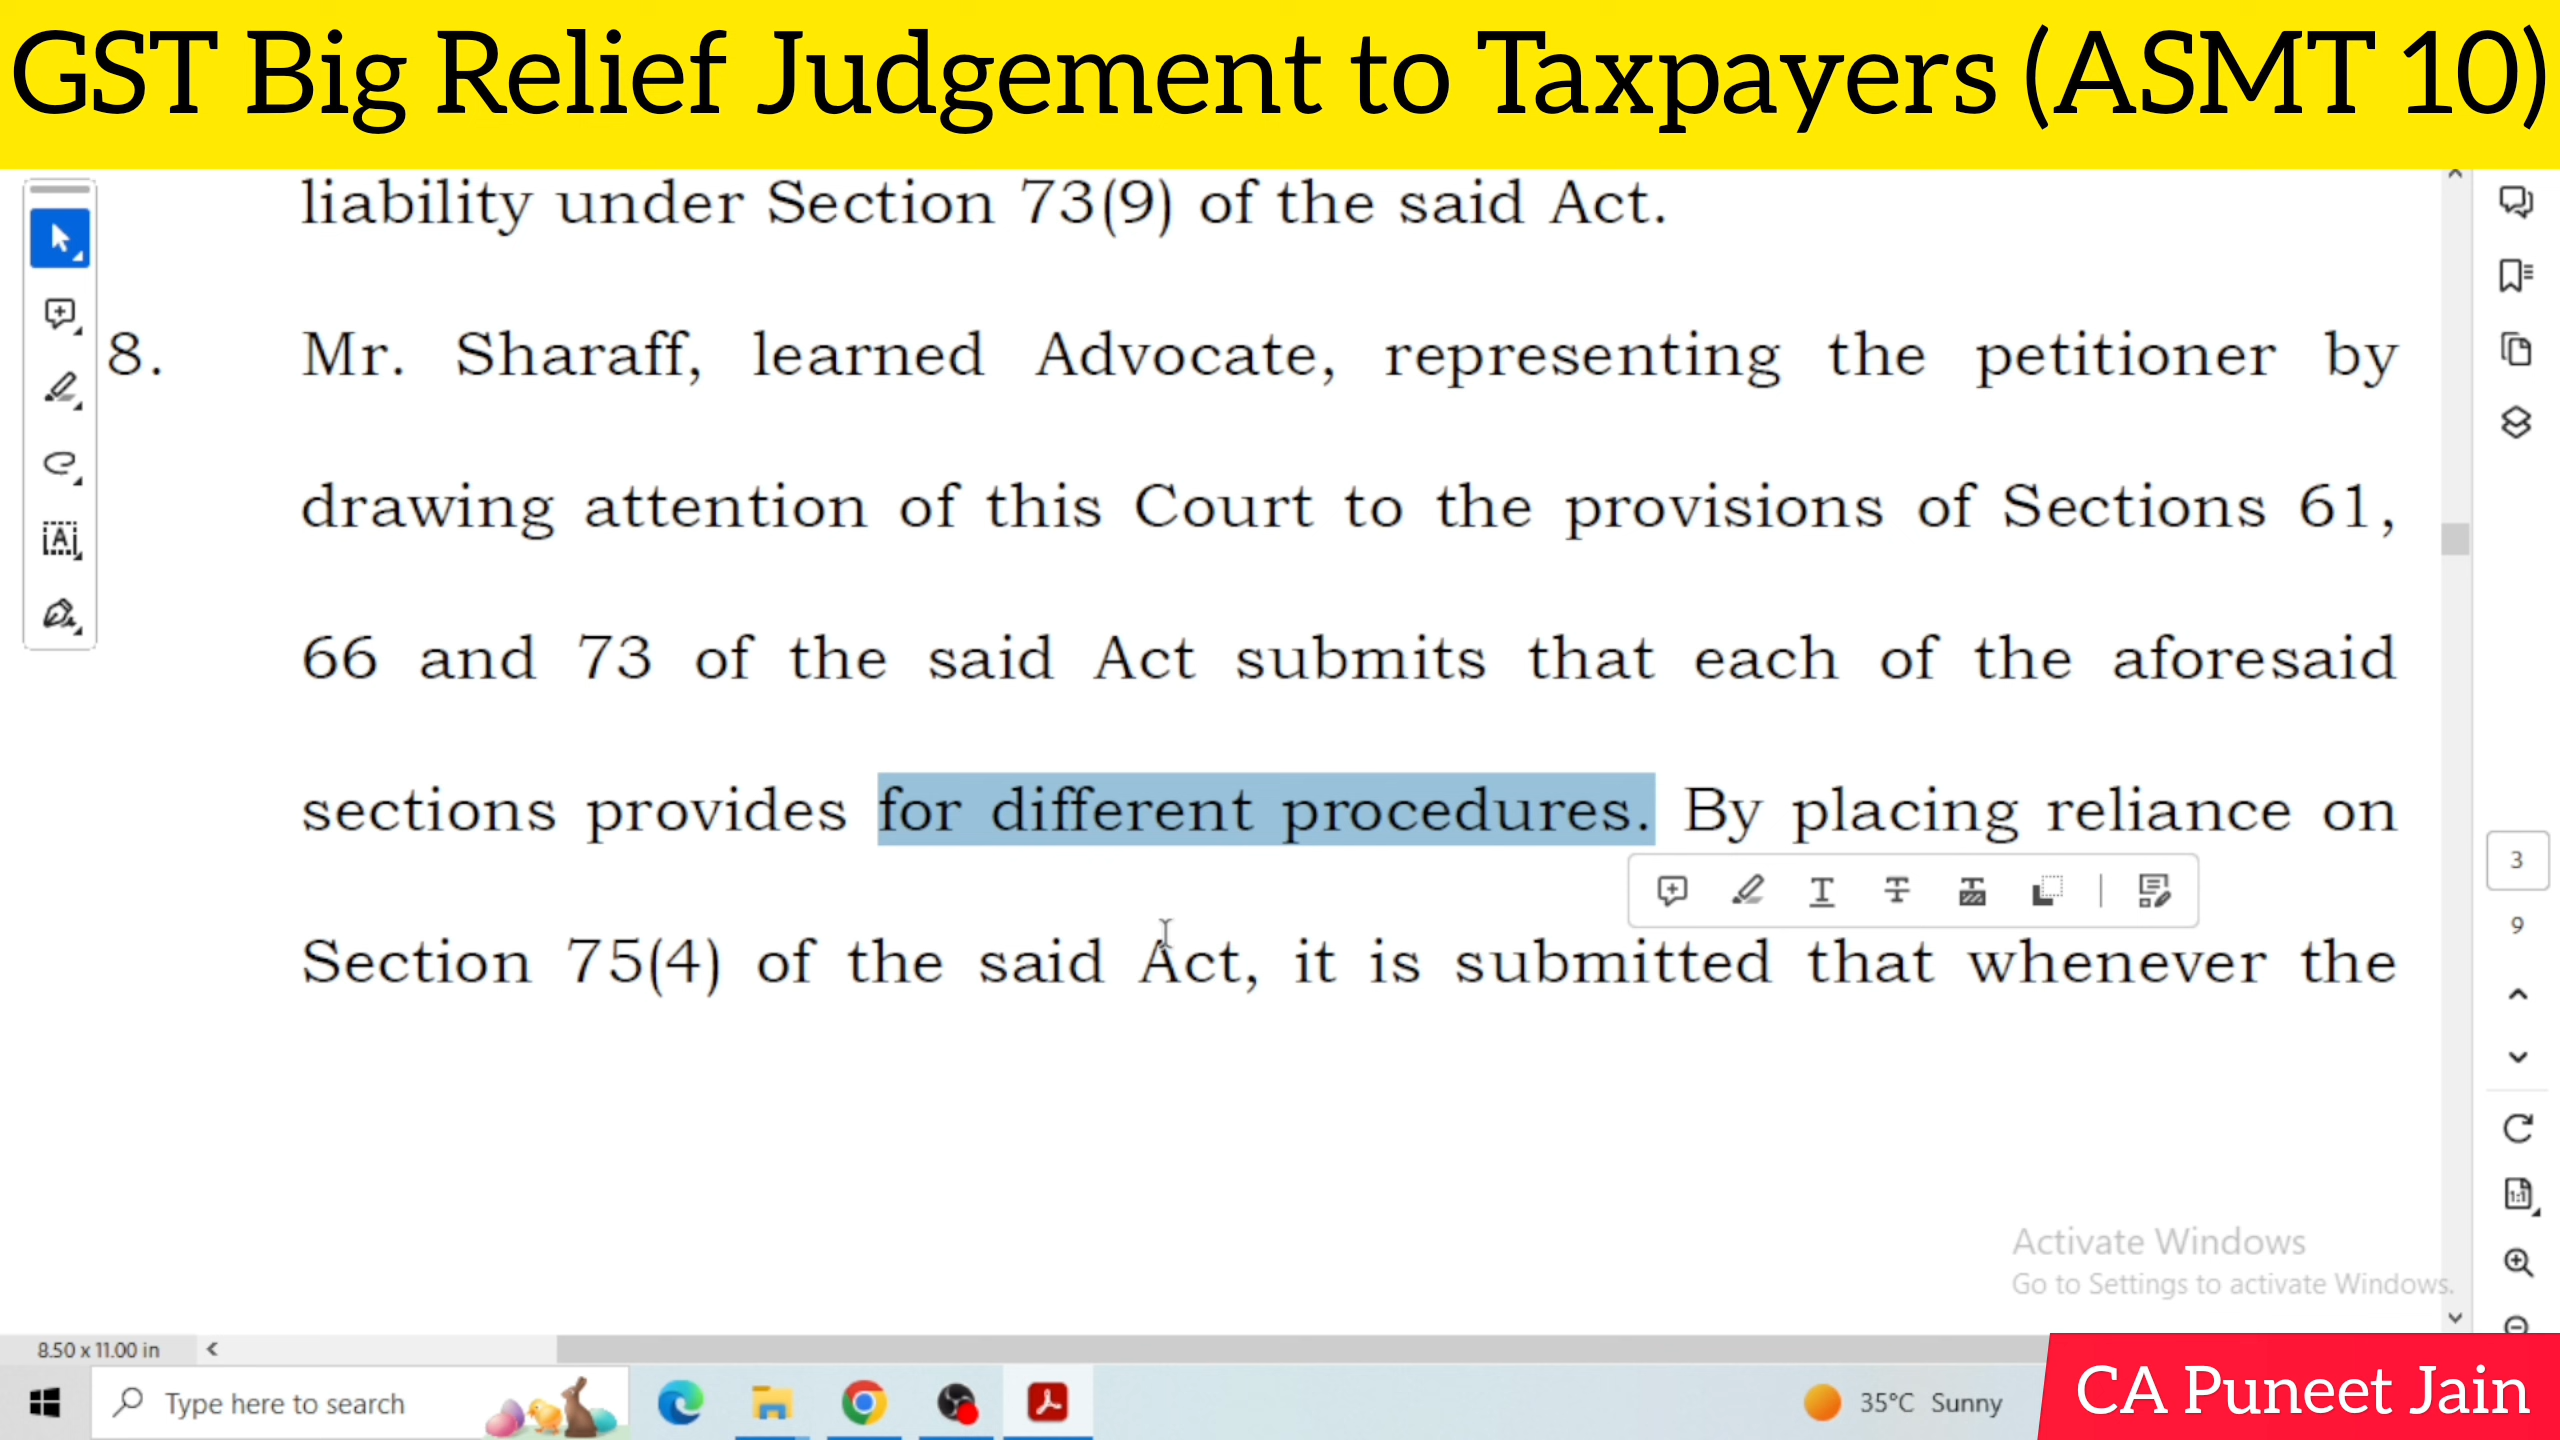 GST Big Relief Judgement to Taxpayers (ASMT 10)
liability under Section 73(9) of the said Act.
8. Mr. Sharaff, learned Advocate, representing the petitioner by
drawing attention of this Court to the provisions of Sections 61,
66 and 73 of the said Act submits that each of the aforesaid
sections provides for different procedures. By placing reliance on
Section 75(4) of the said Act, it is submitted that whenever the
3
9
Activate Windows
Go to Settings to activate Windows.
8.50 x 11.00 in
Type here to search
35°C Sunny
CA Puneet Jain